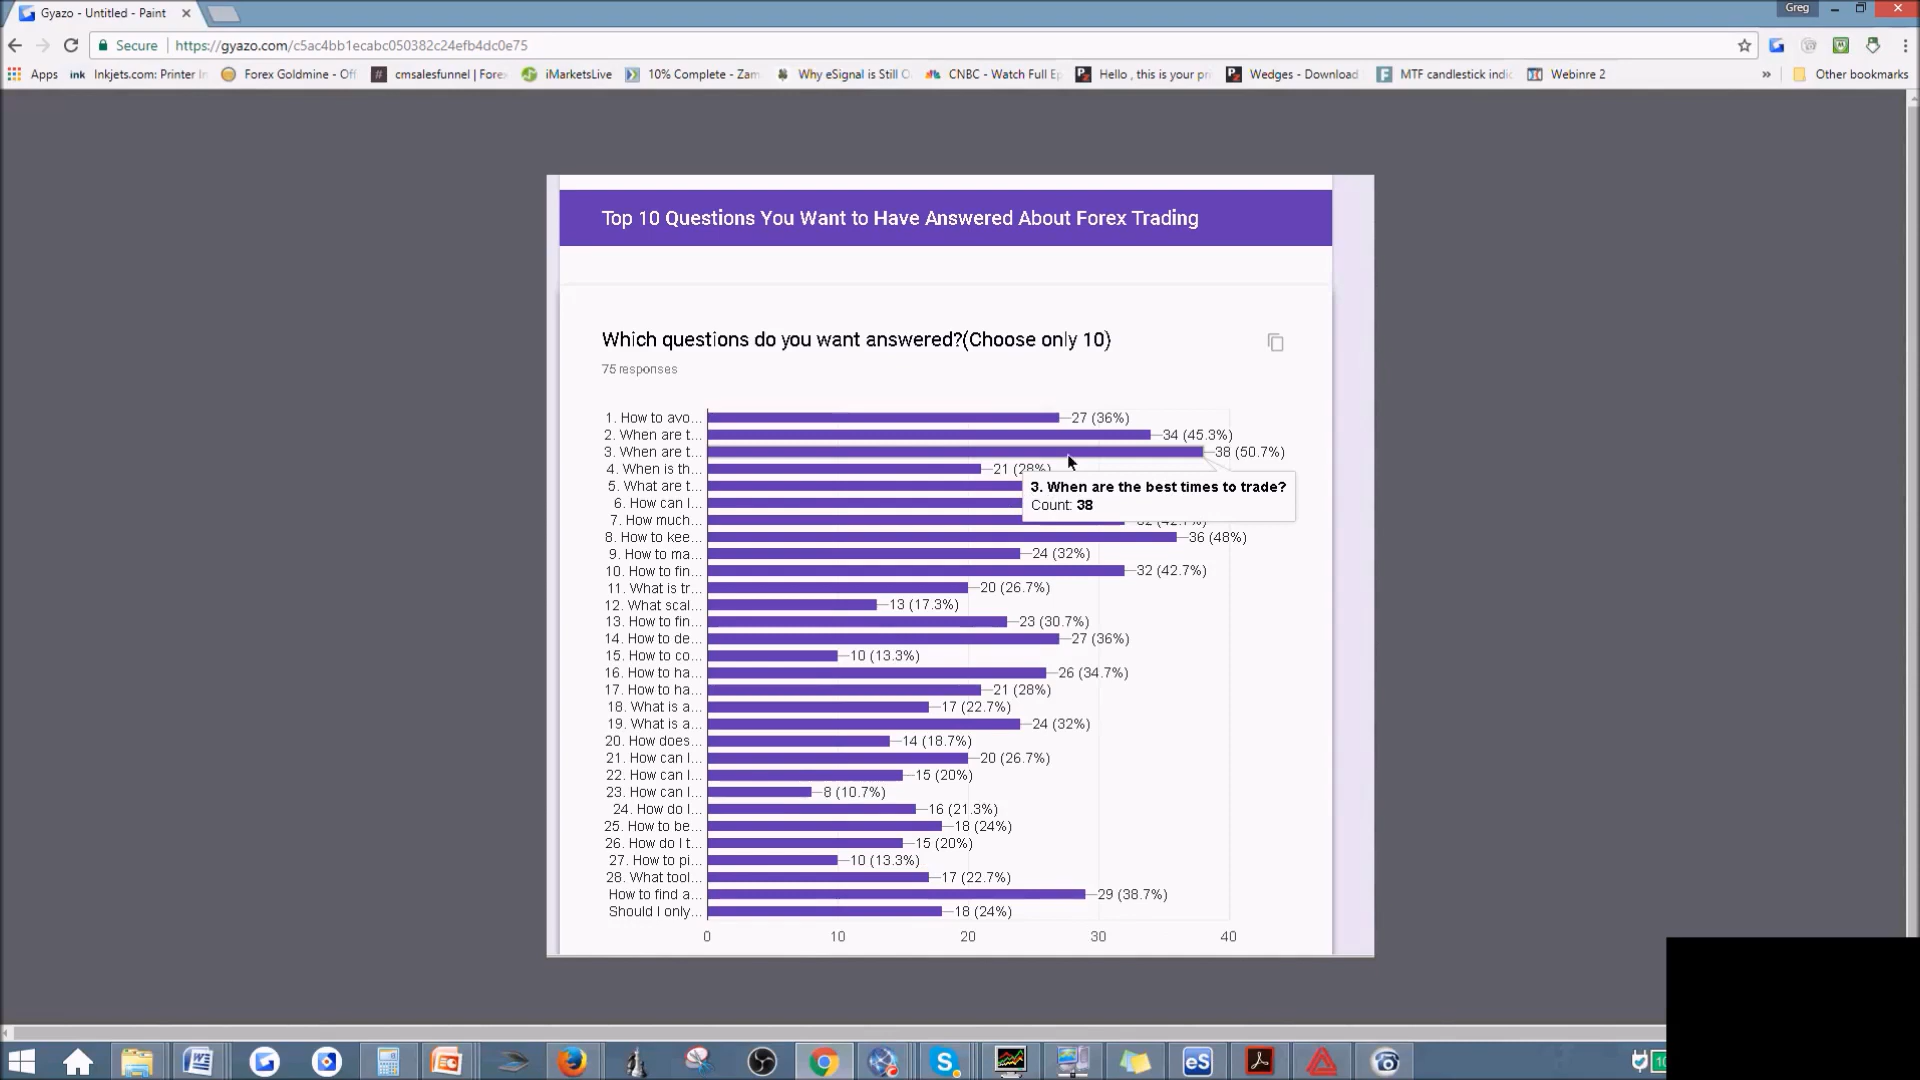 Gyazo - Untitled - Paint
Greg
Secure https://gyazo.com/c5ac4bb1ecabc050382c24efb4dc0e75
Apps ink Inkjets.com: Printer In Forex Goldmine - Off # cmsalesfunnel | Fore iMarketsLive 10% Complete - Zam Why eSignal is Still O CNBC - Watch Full Ep Hello , this is your pr Wedges - Download MTF candlestick indic Webinre 2 » Other bookmarks
Top 10 Questions You Want to Have Answered About Forex Trading
Which questions do you want answered?(Choose only 10)
75 responses
1. How to avo... 27 (36%)
2. When are t... 34 (45.3%)
3. When are t... 38 (50.7%)
4. When is th... 21 (28%)
5. What are t...
3. When are the best times to trade?
6. How can I...
Count: 38
7. How much...
8. How to kee... 36 (48%)
9. How to ma... 24 (32%)
10. How to fin... 32 (42.7%)
11. What is tr... 20 (26.7%)
12. What scal... 13 (17.3%)
13. How to fin... 23 (30.7%)
14. How to de... 27 (36%)
15. How to co... 10 (13.3%)
16. How to ha... 26 (34.7%)
17. How to ha... 21 (28%)
18. What is a... 17 (22.7%)
19. What is a... 24 (32%)
20. How does... 14 (18.7%)
21. How can I... 20 (26.7%)
22. How can I... 15 (20%)
23. How can I... 8 (10.7%)
24. How do I... 16 (21.3%)
25. How to be... 18 (24%)
26. How do I t... 15 (20%)
27. How to pi... 10 (13.3%)
28. What tool... 17 (22.7%)
How to find a... 29 (38.7%)
Should I only... 18 (24%)
0 10 20 30 40
eS